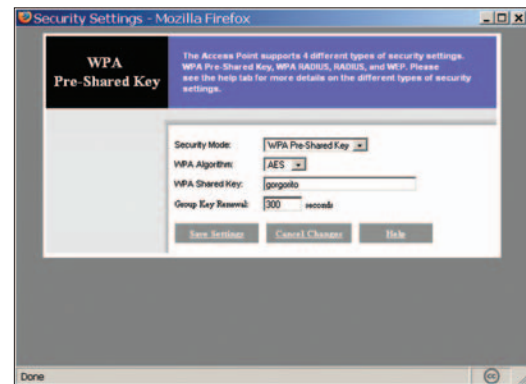 Security Settings - Mozilla Firefox
WPA
Pre-Shared Key
The Access Point supports 4 different types of security settings.
WPA Pre-Shared Key, WPA RADIUS, RADIUS, and WEP. Please
see the help tab for more details on the different types of security
settings.
Security Mode: WPA Pre-Shared Key
WPA Algorithm: AES
WPA Shared Key: gorgorito
Group Key Renewal: 300 seconds
Save Settings Cancel Changes Help
Done
cc